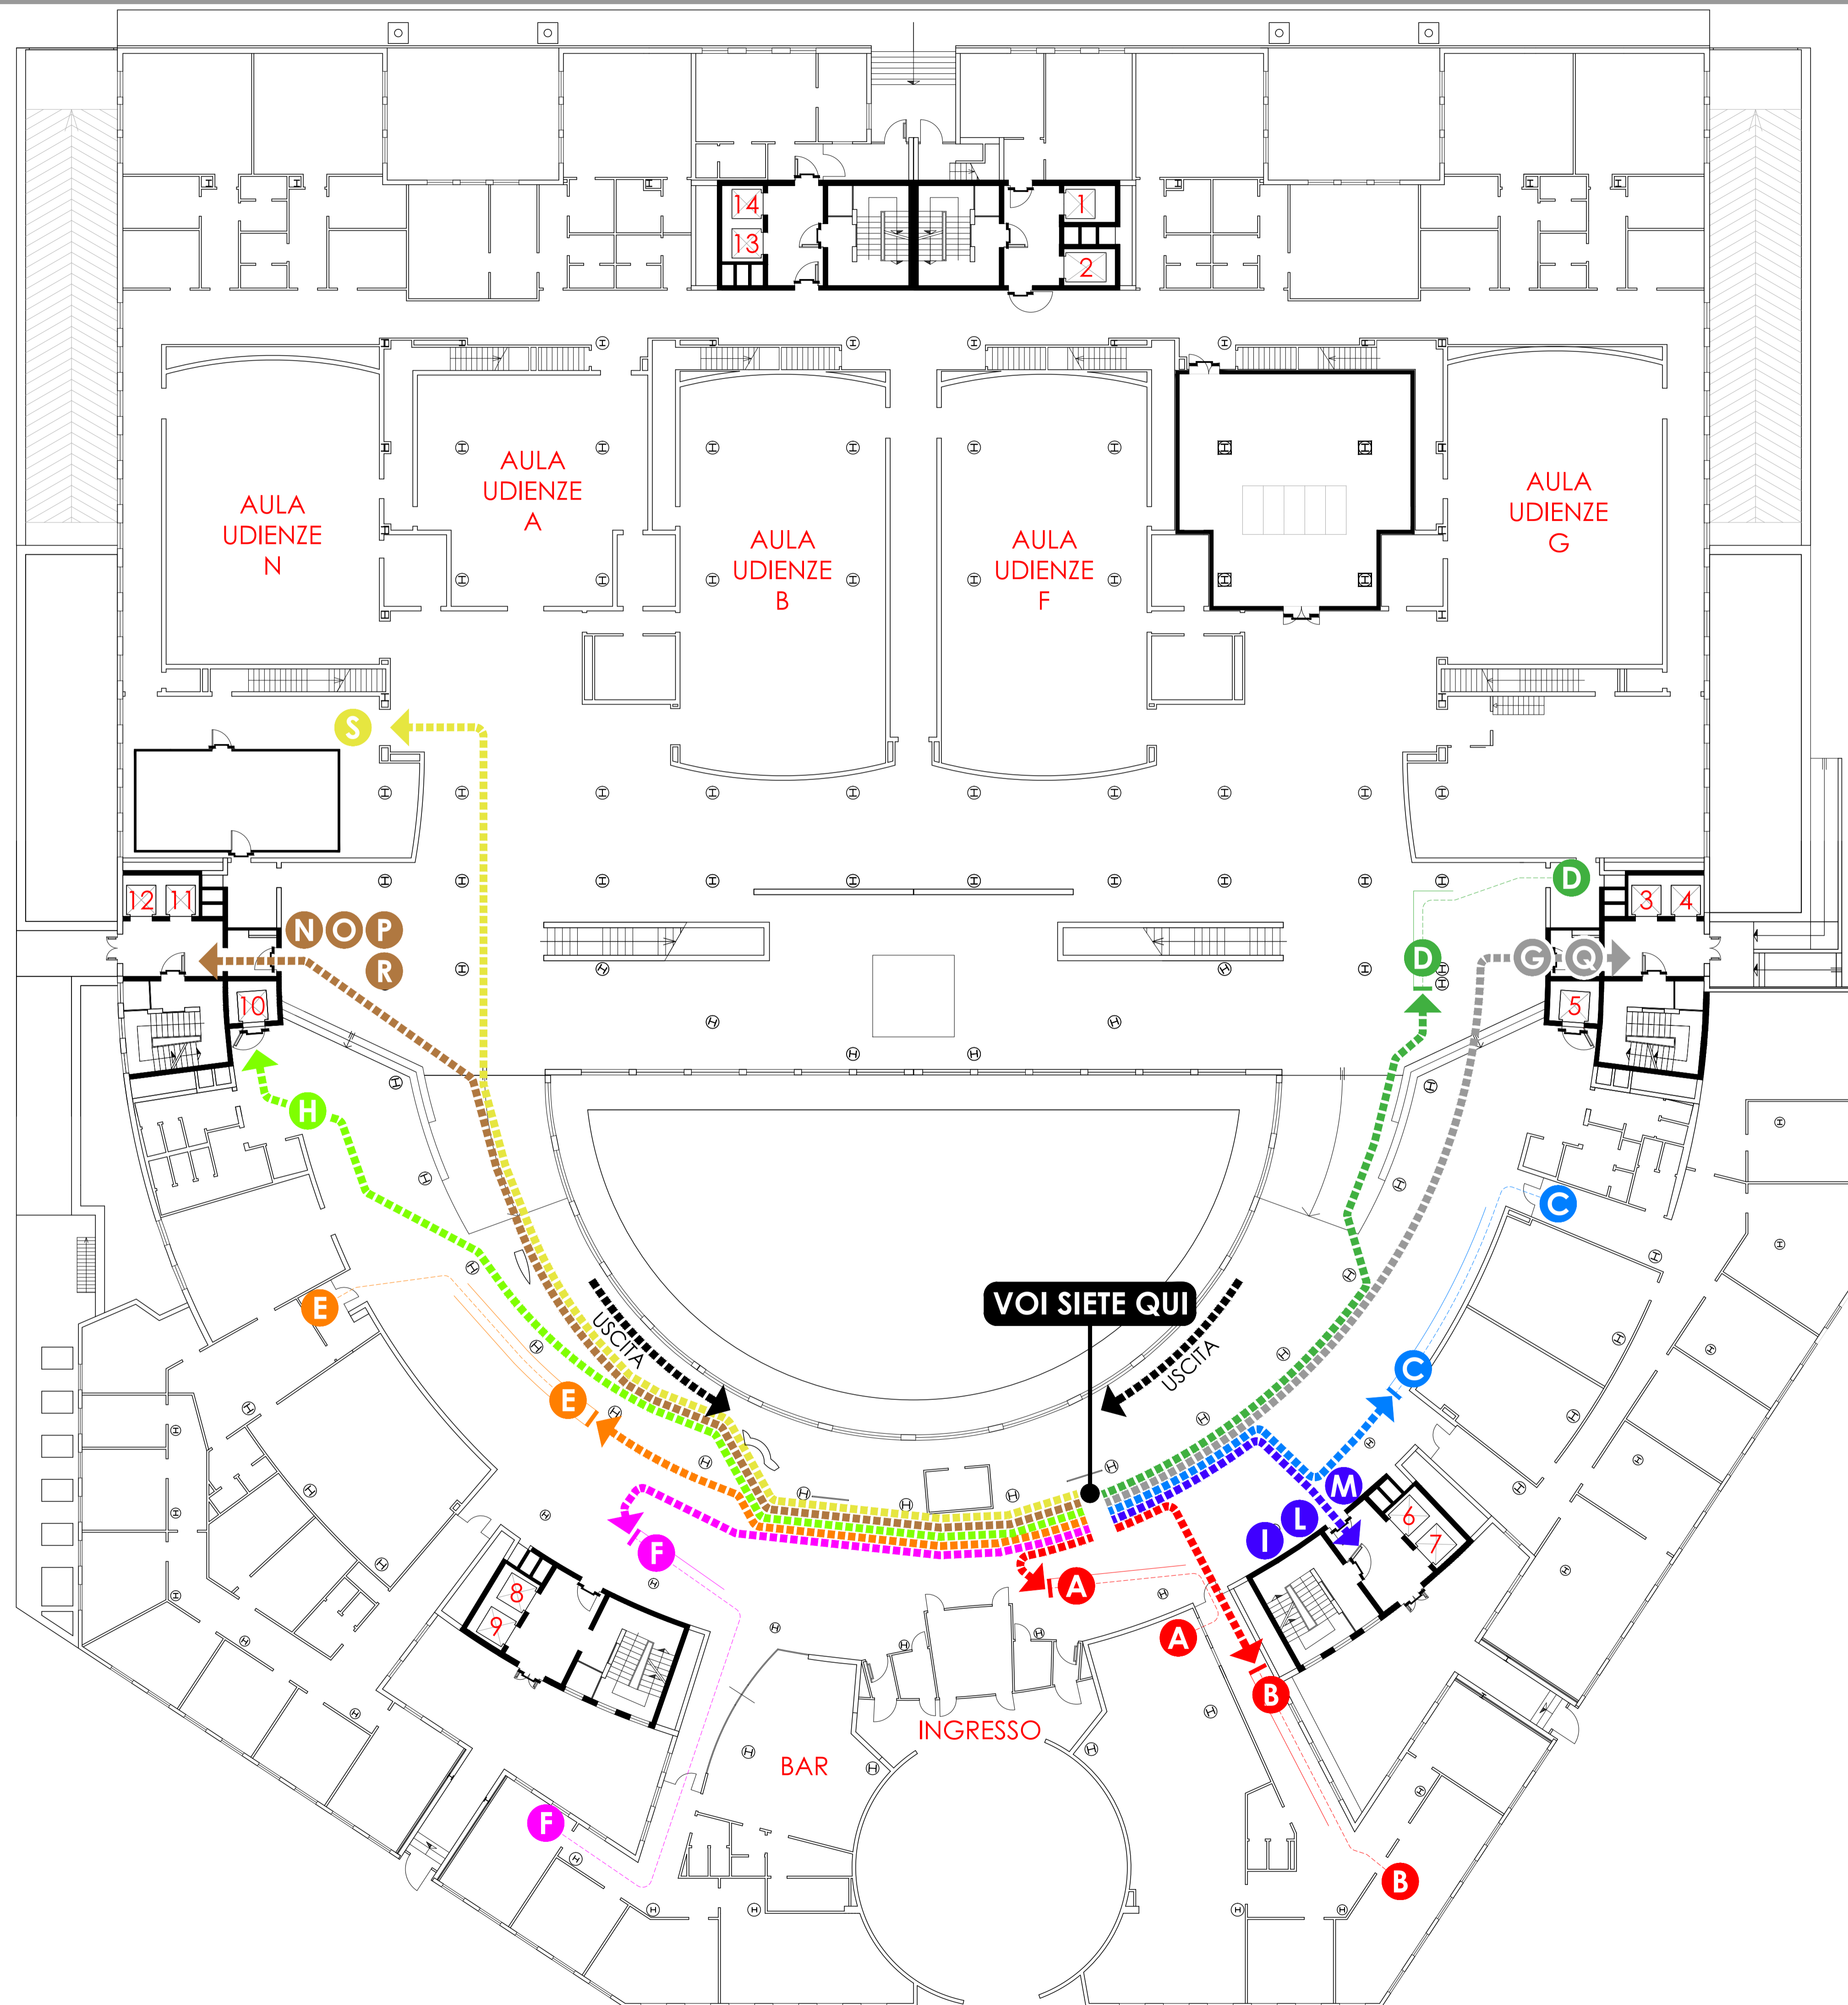 14
1
13
2
AULA
UDIENZE
N
AULA
UDIENZE
A
AULA
UDIENZE
B
AULA
UDIENZE
F
AULA
UDIENZE
G
S
12
11
N O P
R
10
D
3
4
D
G Q
5
H
C
E
VOI SIETE QUI
USCITA
USCITA
C
E
M
L
I
6
7
F
8
9
A
A
B
INGRESSO
BAR
F
B